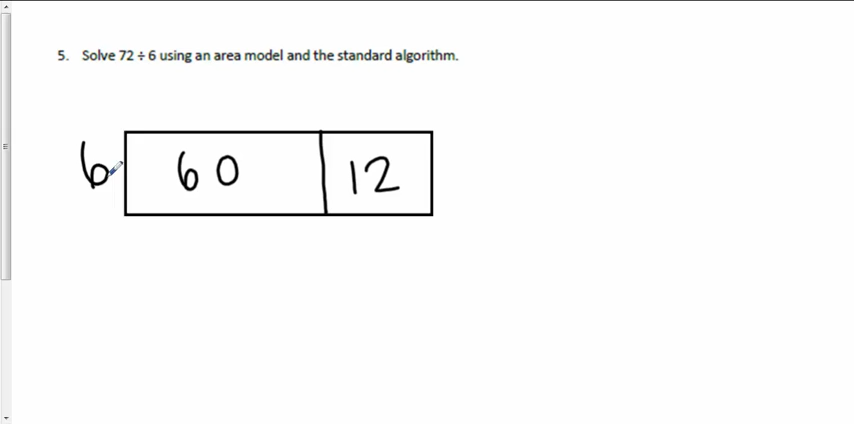 5. Solve 72 ÷ 6 using an area model and the standard algorithm.
6 60 12